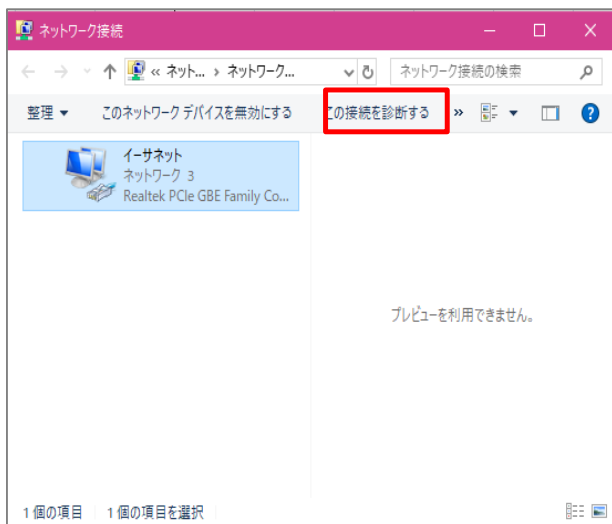 ネットワーク接続
« ネット... › ネットワーク... ネットワーク接続の検索
整理 ▼ このネットワーク デバイスを無効にする この接続を診断する »
イーサネット
ネットワーク 3
Realtek PCIe GBE Family Co...
プレビューを利用できません。
1 個の項目 1 個の項目を選択